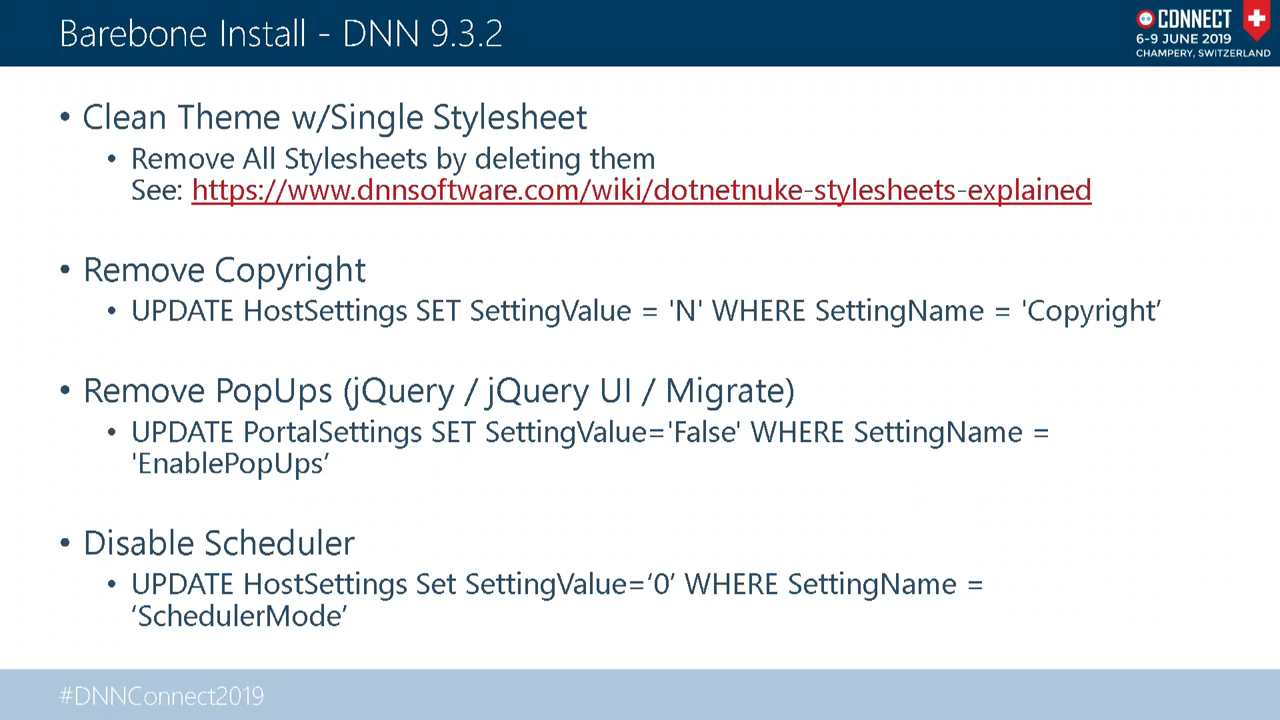 Barebone Install - DNN 9.3.2
CONNECT
6-9 JUNE 2019
CHAMPERY, SWITZERLAND
• Clean Theme w/Single Stylesheet
• Remove All Stylesheets by deleting them
See: https://www.dnnsoftware.com/wiki/dotnetnuke-stylesheets-explained
• Remove Copyright
• UPDATE HostSettings SET SettingValue = 'N' WHERE SettingName = 'Copyright’
• Remove PopUps (jQuery / jQuery UI / Migrate)
• UPDATE PortalSettings SET SettingValue='False' WHERE SettingName =
'EnablePopUps’
• Disable Scheduler
• UPDATE HostSettings Set SettingValue=‘0’ WHERE SettingName =
‘SchedulerMode’
#DNNConnect2019